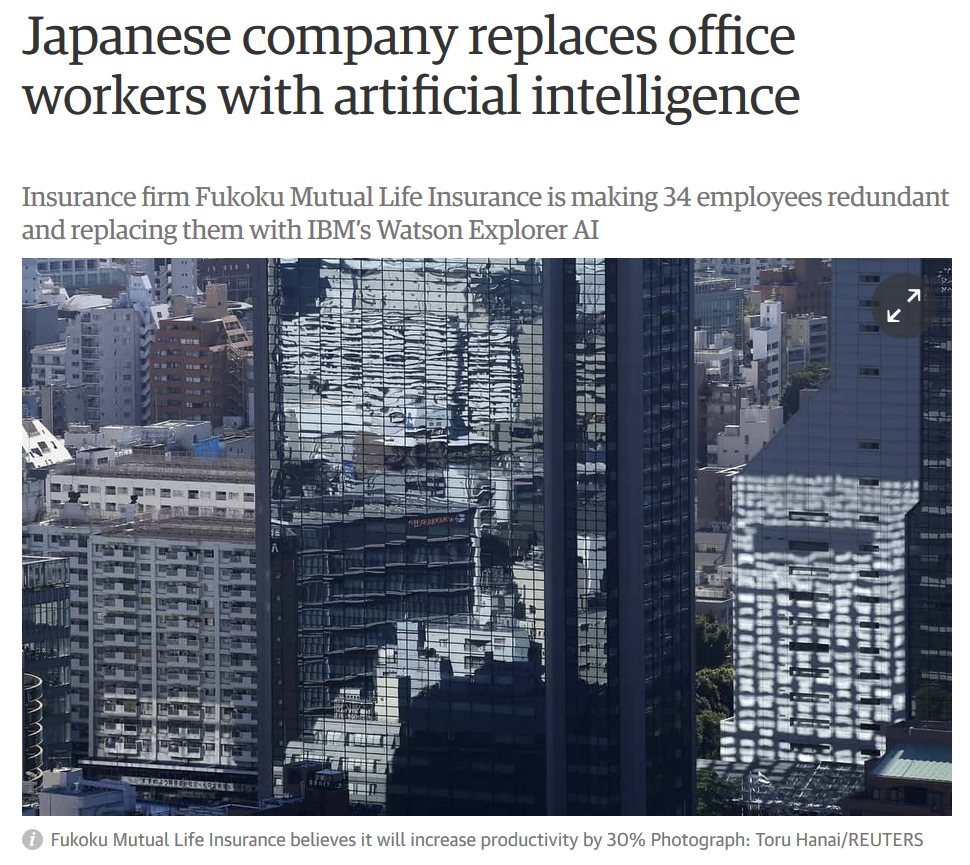 Japanese company replaces office
workers with artificial intelligence
Insurance firm Fukoku Mutual Life Insurance is making 34 employees redundant
and replacing them with IBM’s Watson Explorer AI
i Fukoku Mutual Life Insurance believes it will increase productivity by 30% Photograph: Toru Hanai/REUTERS